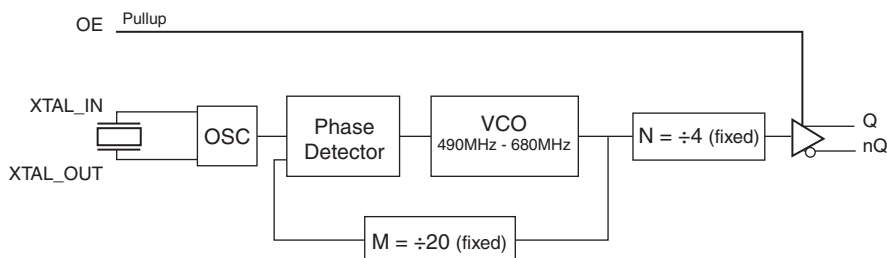 OE Pullup
XTAL_IN
XTAL_OUT
OSC
Phase
Detector
VCO
490MHz - 680MHz
N = ÷4 (fixed)
Q
nQ
M = ÷20 (fixed)